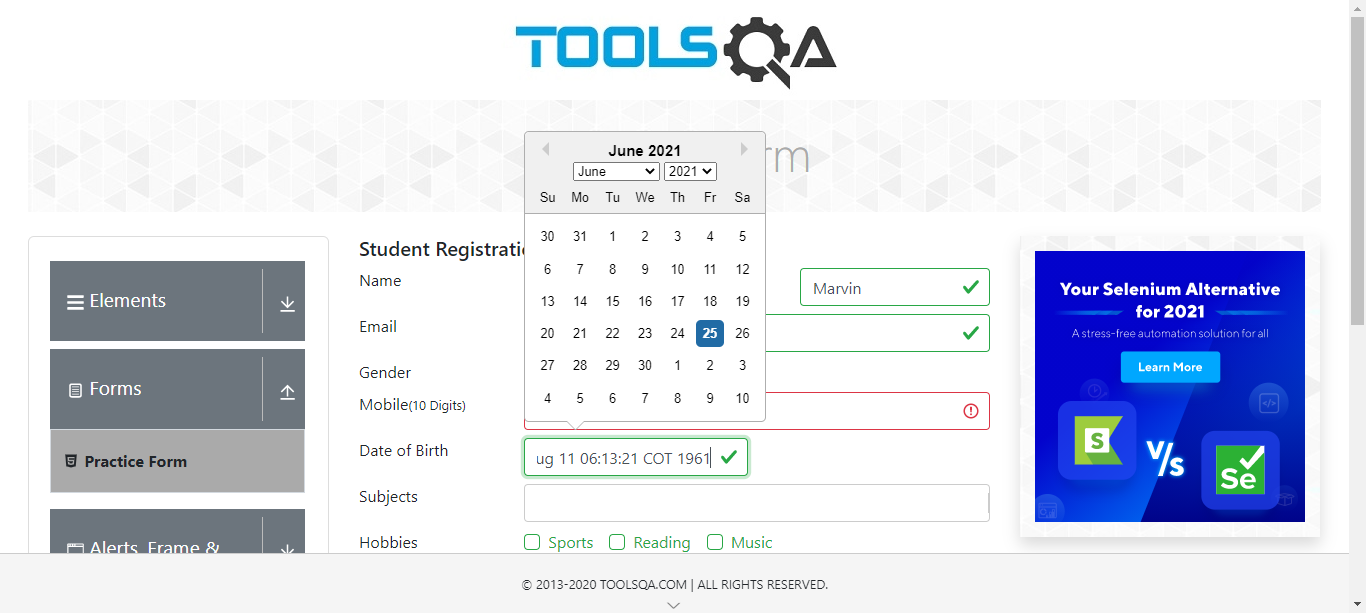 TOOLSQA
rm
June 2021
June 2021
Su Mo Tu We Th Fr Sa
30 31 1 2 3 4 5
6 7 8 9 10 11 12
13 14 15 16 17 18 19
20 21 22 23 24 25 26
27 28 29 30 1 2 3
4 5 6 7 8 9 10
Elements
Forms
Practice Form
Alerts, Frame &
Student Registrati
Name
Marvin
Email
Gender
Mobile(10 Digits)
Date of Birth
ug 11 06:13:21 COT 1961
Subjects
Hobbies
Sports Reading Music
Your Selenium Alternative
for 2021
A stress-free automation solution for all
Learn More
S
V/s
Se
© 2013-2020 TOOLSQA.COM | ALL RIGHTS RESERVED.